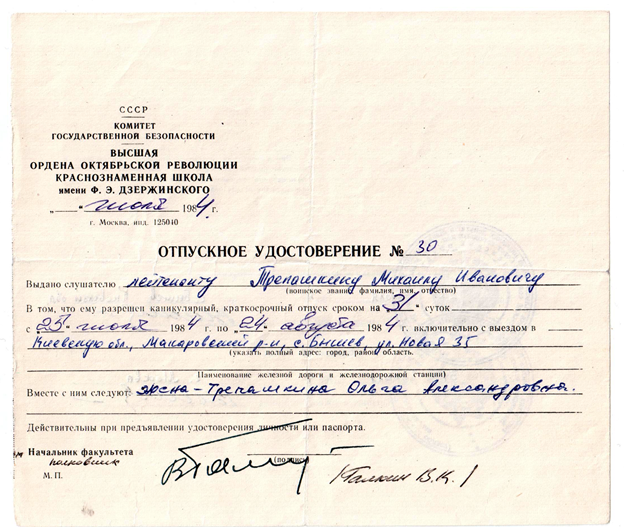 СССР
КОМИТЕТ
ГОСУДАРСТВЕННОЙ БЕЗОПАСНОСТИ
ВЫСШАЯ
ОРДЕНА ОКТЯБРЬСКОЙ РЕВОЛЮЦИИ
КРАСНОЗНАМЕННАЯ ШКОЛА
имени Ф. Э. ДЗЕРЖИНСКОГО
„ — “ июля 1984 г.
г. Москва, инд. 125040
ОТПУСКНОЕ УДОСТОВЕРЕНИЕ № 30
Выдано слушателю лейтенанту Трепашкину Михаилу Ивановичу
(воинское звание, фамилия, имя, отчество)
В том, что ему разрешен каникулярный, краткосрочный отпуск сроком на 31 суток
с 25 июля 1984 г. по 24 августа 1984 г. включительно с выездом в
Киевскую обл., Макаровский р-н, с. Бышев, ул. Новая 35
(указать полный адрес: город, район, область.
Наименование железной дороги и железнодорожной станции)
Вместе с ним следуют: жена-Трепашкина Ольга Александровна.
Действительны при предъявлении удостоверения личности или паспорта.
Начальник факультета
полковник
(подпись)
М. П.
Галкин В.К.